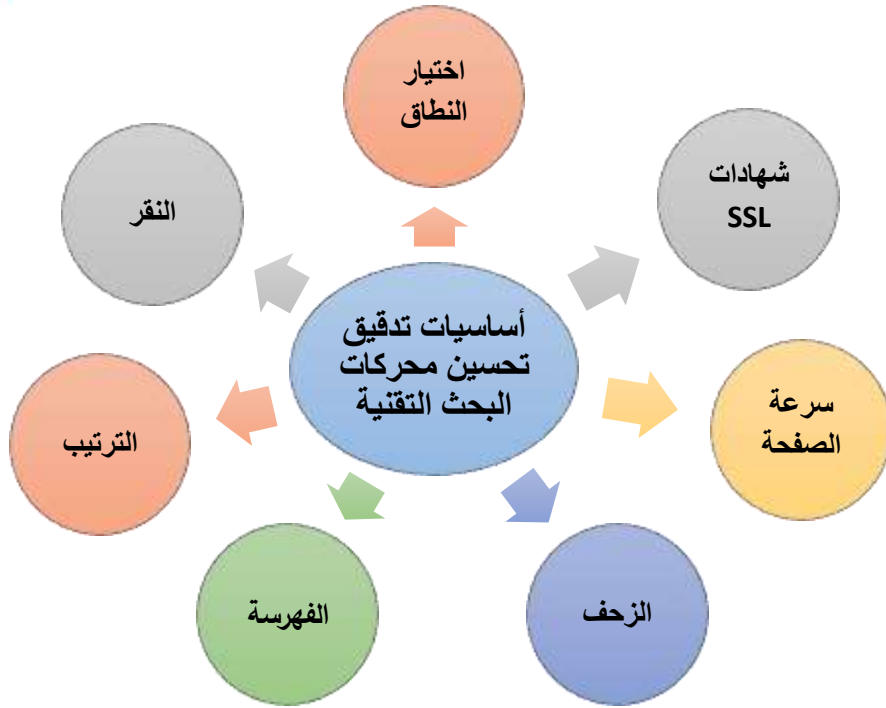 اختيار
النطاق
شهادات
SSL
النقر
أساسيات تدقيق
تحسين محركات
البحث التقنية
سرعة
الصفحة
الترتيب
الزحف
الفهرسة